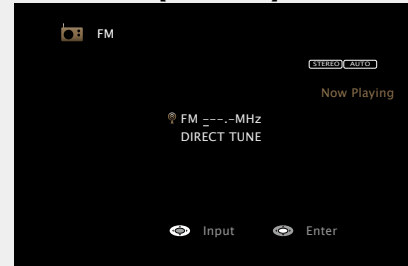 FM
STEREO AUTO
Now Playing
FM _--.-MHz
DIRECT TUNE
Input Enter